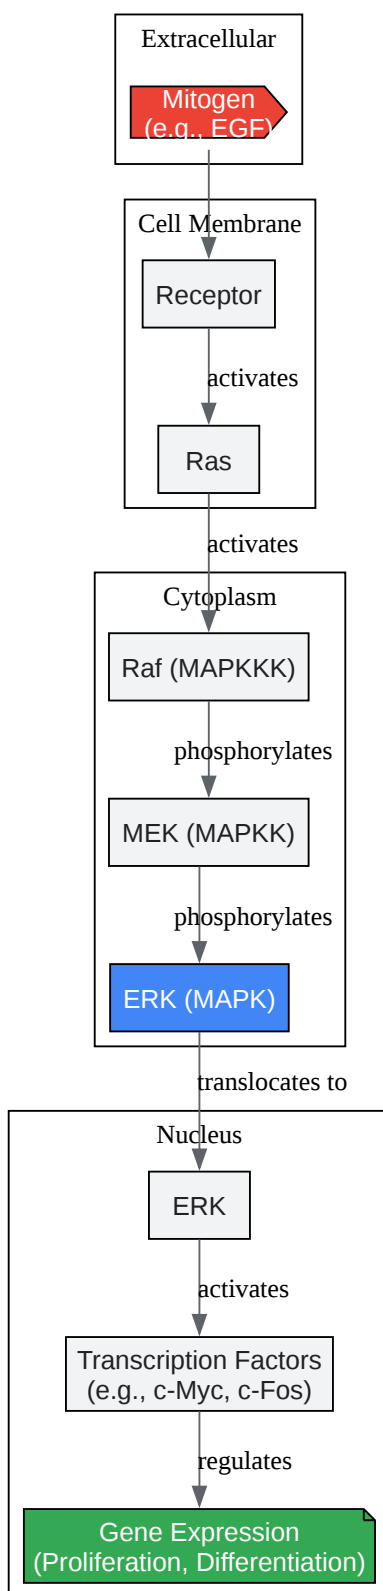 Extracellular
Mitogen
(e.g., EGF)
Cell Membrane
Receptor
activates
Ras
activates
Cytoplasm
Raf (MAPKKK)
phosphorylates
MEK (MAPKK)
phosphorylates
ERK (MAPK)
translocates to
Nucleus
ERK
activates
Transcription Factors
(e.g., c-Myc, c-Fos)
regulates
Gene Expression
(Proliferation, Differentiation)